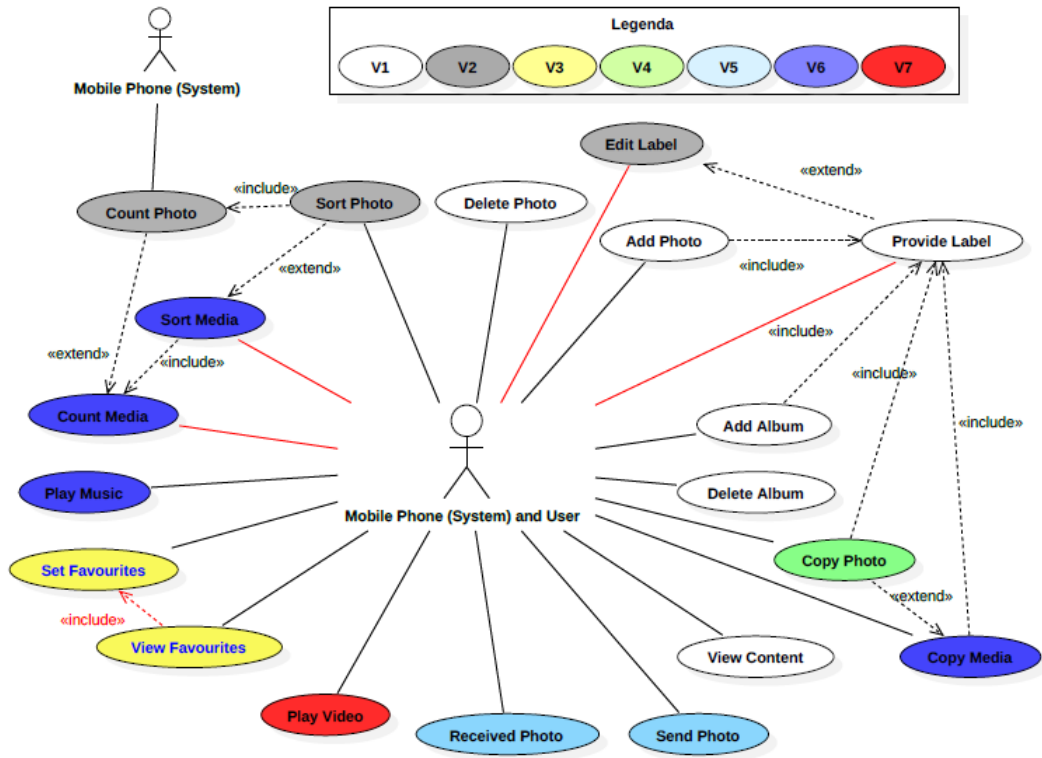 Legenda
V1 V2 V3 V4 V5 V6 V7
Mobile Phone (System)
Edit Label
«extend»
«include»
Count Photo
Sort Photo
Delete Photo
Add Photo
«include»
Provide Label
«extend»
Sort Media
«include»
«extend»
«include»
«include»
Count Media
Add Album
«include»
Play Music
Delete Album
Mobile Phone (System) and User
Set Favourites
Copy Photo
«extend»
«include»
View Favourites
View Content
Copy Media
Play Video
Received Photo
Send Photo